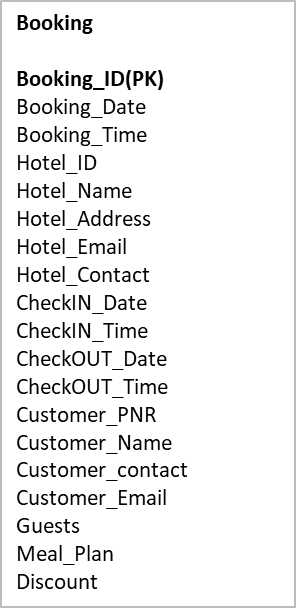 Booking
Booking_ID(PK)
Booking_Date
Booking_Time
Hotel_ID
Hotel_Name
Hotel_Address
Hotel_Email
Hotel_Contact
CheckIN_Date
CheckIN_Time
CheckOUT_Date
CheckOUT_Time
Customer_PNR
Customer_Name
Customer_contact
Customer_Email
Guests
Meal_Plan
Discount